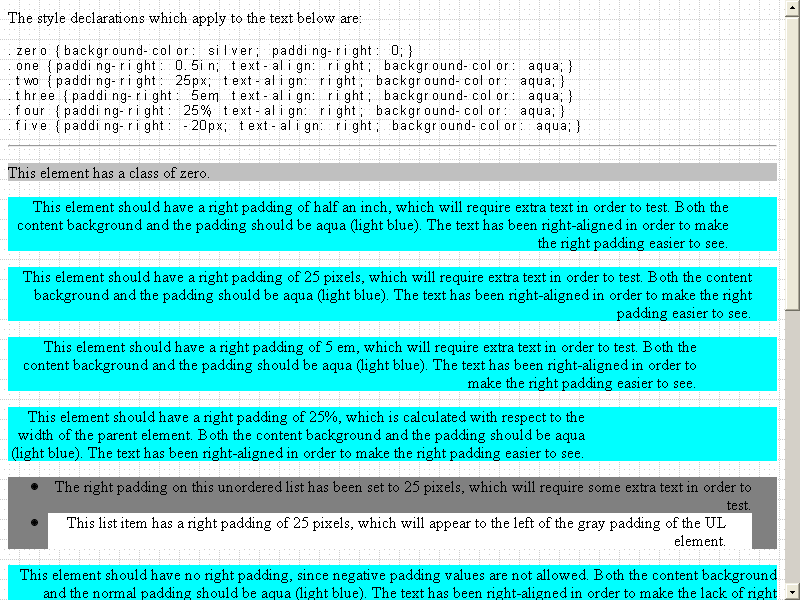 The style declarations which apply to the text below are:
.zero {background-color: silver; padding-right: 0;}
.one {padding-right: 0.5in; text-align: right; background-color: aqua;}
.two {padding-right: 25px; text-align: right; background-color: aqua;}
.three {padding-right: 5em; text-align: right; background-color: aqua;}
.four {padding-right: 25%; text-align: right; background-color: aqua;}
.five {padding-right: -20px; text-align: right; background-color: aqua;}
This element has a class of zero.
This element should have a right padding of half an inch, which will require extra text in order to test. Both the
content background and the padding should be aqua (light blue). The text has been right-aligned in order to make
the right padding easier to see.
This element should have a right padding of 25 pixels, which will require extra text in order to test. Both the content
background and the padding should be aqua (light blue). The text has been right-aligned in order to make the right
padding easier to see.
This element should have a right padding of 5 em, which will require extra text in order to test. Both the
content background and the padding should be aqua (light blue). The text has been right-aligned in order to
make the right padding easier to see.
This element should have a right padding of 25%, which is calculated with respect to the
width of the parent element. Both the content background and the padding should be aqua
(light blue). The text has been right-aligned in order to make the right padding easier to see.
• The right padding on this unordered list has been set to 25 pixels, which will require some extra text in order to
test.
• This list item has a right padding of 25 pixels, which will appear to the left of the gray padding of the UL
element.
This element should have no right padding, since negative padding values are not allowed. Both the content background
and the normal padding should be aqua (light blue). The text has been right-aligned in order to make the lack of right